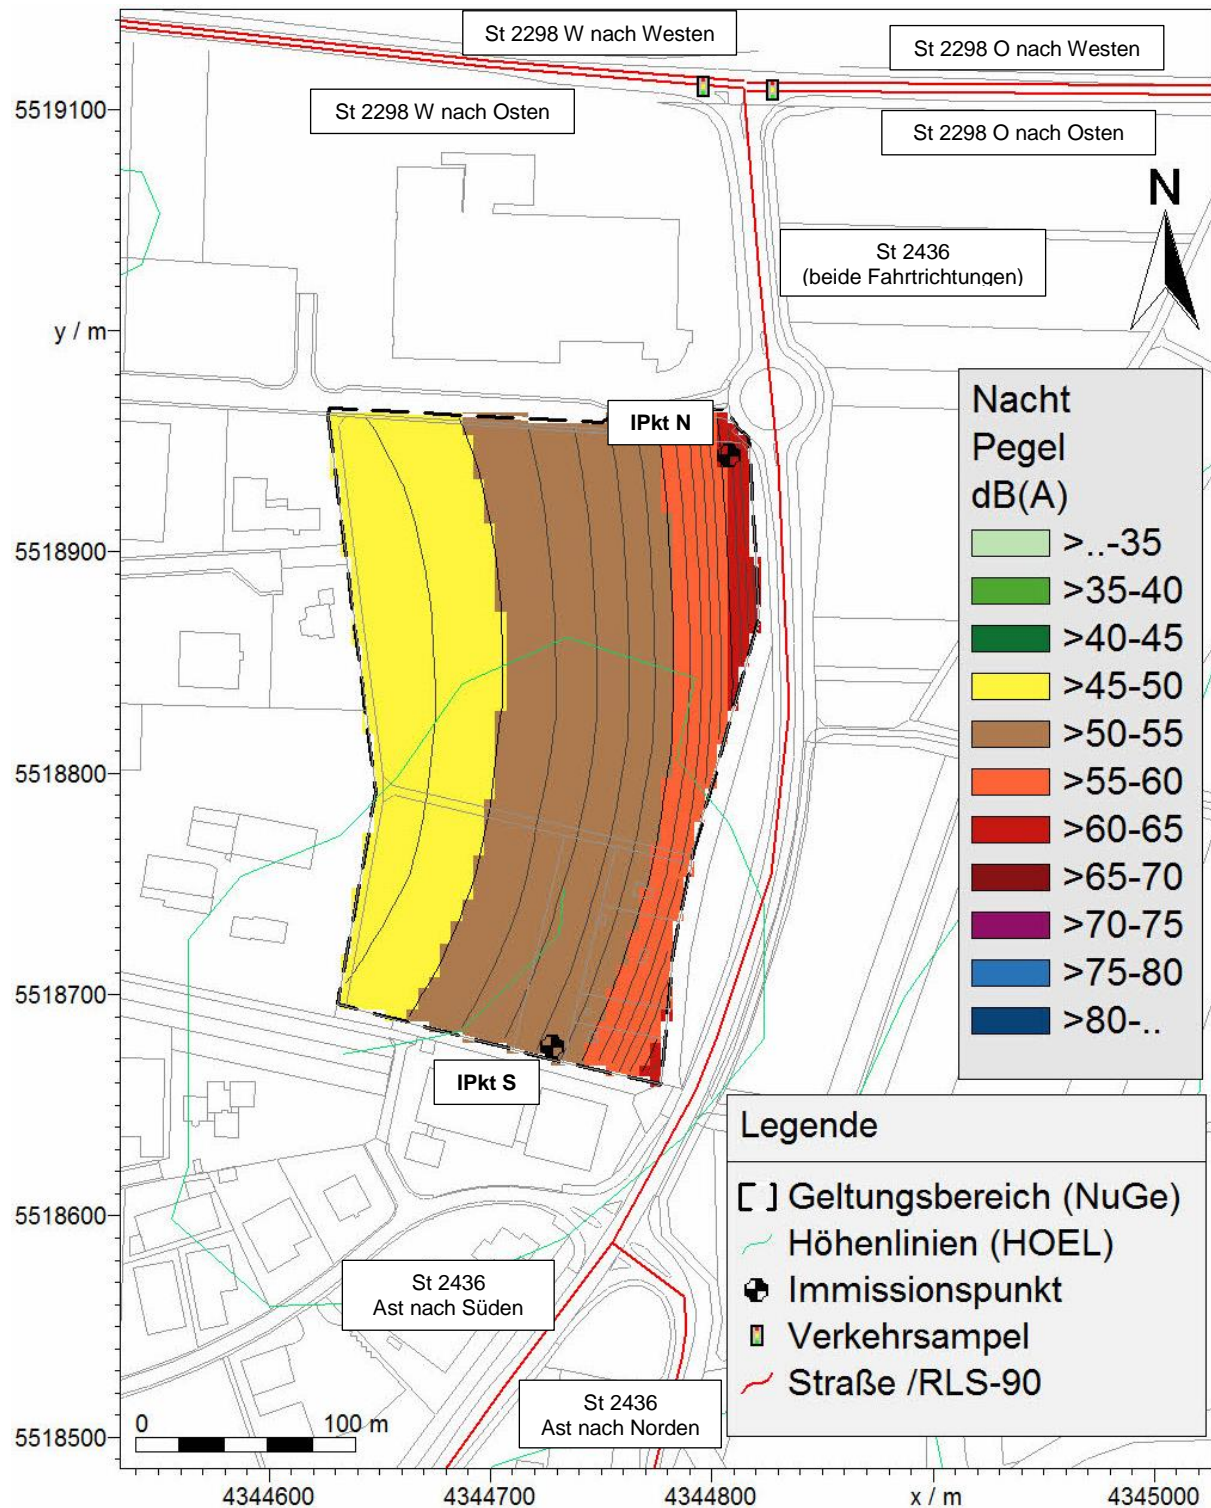 St 2298 W nach Westen
St 2298 O nach Westen
5519100
St 2298 W nach Osten
St 2298 O nach Osten
N
St 2436
(beide Fahrtrichtungen)
y / m
Nacht
Pegel
dB(A)
>..-35
>35-40
>40-45
>45-50
>50-55
>55-60
>60-65
>65-70
>70-75
>75-80
>80-..
IPkt N
5518900
5518800
5518700
IPkt S
Legende
Geltungsbereich (NuGe)
Höhenlinien (HOEL)
Immissionspunkt
Verkehrsampel
Straße /RLS-90
5518600
St 2436
Ast nach Süden
St 2436
Ast nach Norden
0 100 m
5518500
4344600 4344700 4344800 x / m 4345000